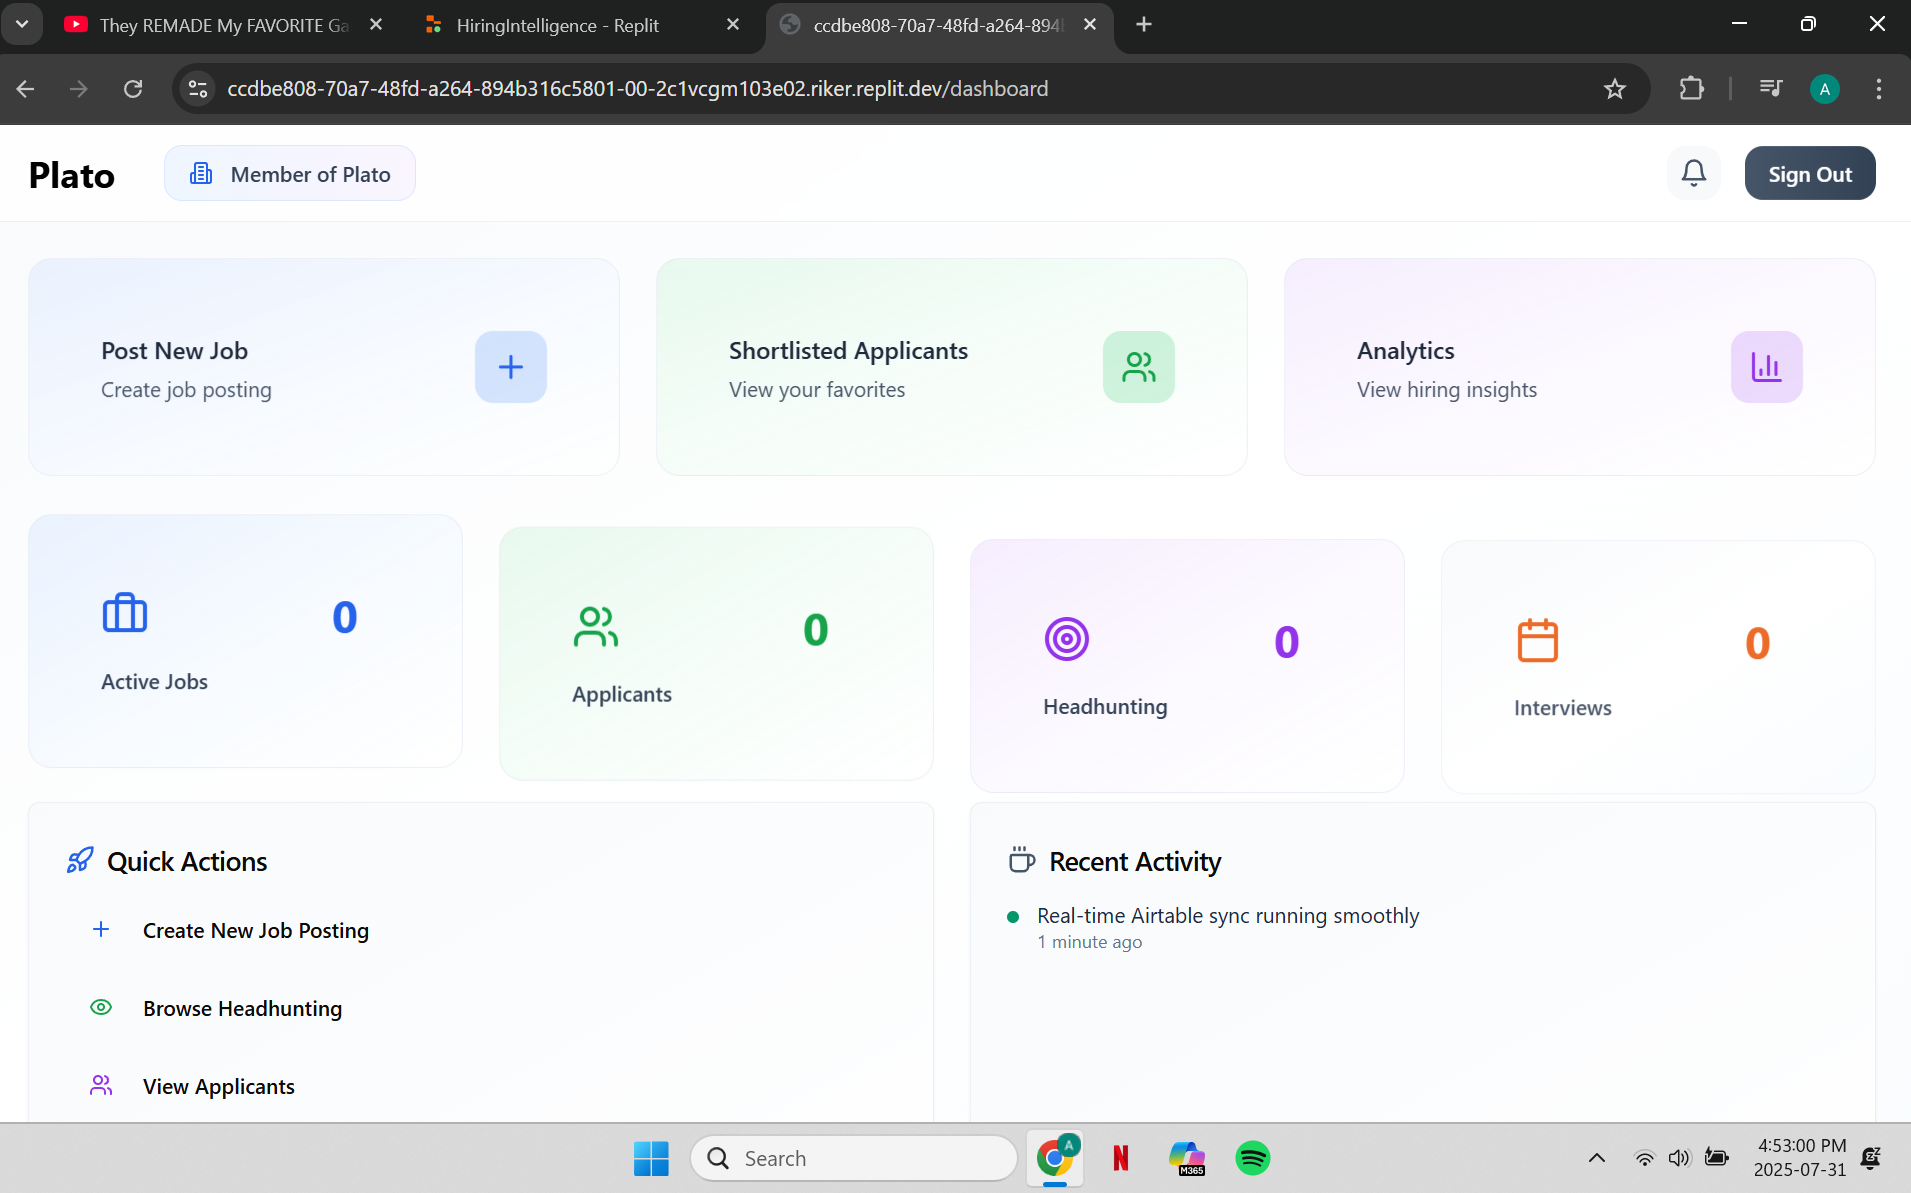 They REMADE My FAVORITE Ga
HiringIntelligence - Replit
ccdbe808-70a7-48fd-a264-894b
ccdbe808-70a7-48fd-a264-894b316c5801-00-2c1vcgm103e02.riker.replit.dev/dashboard
A
Plato
Member of Plato
Sign Out
Post New Job
Create job posting
Shortlisted Applicants
View your favorites
Analytics
View hiring insights
0
Active Jobs
0
Applicants
0
Headhunting
0
Interviews
Quick Actions
Create New Job Posting
Browse Headhunting
View Applicants
Recent Activity
Real-time Airtable sync running smoothly
1 minute ago
Search
A
N
M365
4:53:00 PM
2025-07-31